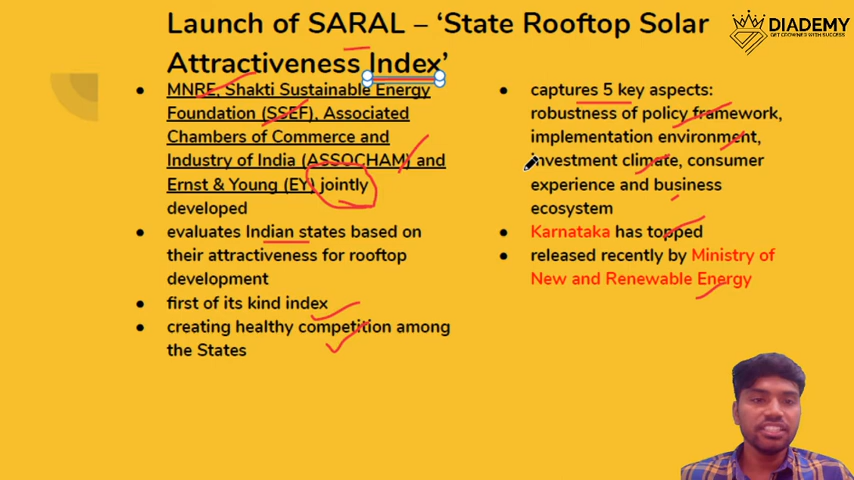 Launch of SARAL – ‘State Rooftop Solar
Attractiveness Index’
DIADEMY
GET CROWNED WITH SUCCESS
● MNRE, Shakti Sustainable Energy
Foundation (SSEF), Associated
Chambers of Commerce and
Industry of India (ASSOCHAM) and
Ernst & Young (EY) jointly
developed
● evaluates Indian states based on
their attractiveness for rooftop
development
● first of its kind index
● creating healthy competition among
the States
● captures 5 key aspects:
robustness of policy framework,
implementation environment,
investment climate, consumer
experience and business
ecosystem
● Karnataka has topped
● released recently by Ministry of
New and Renewable Energy